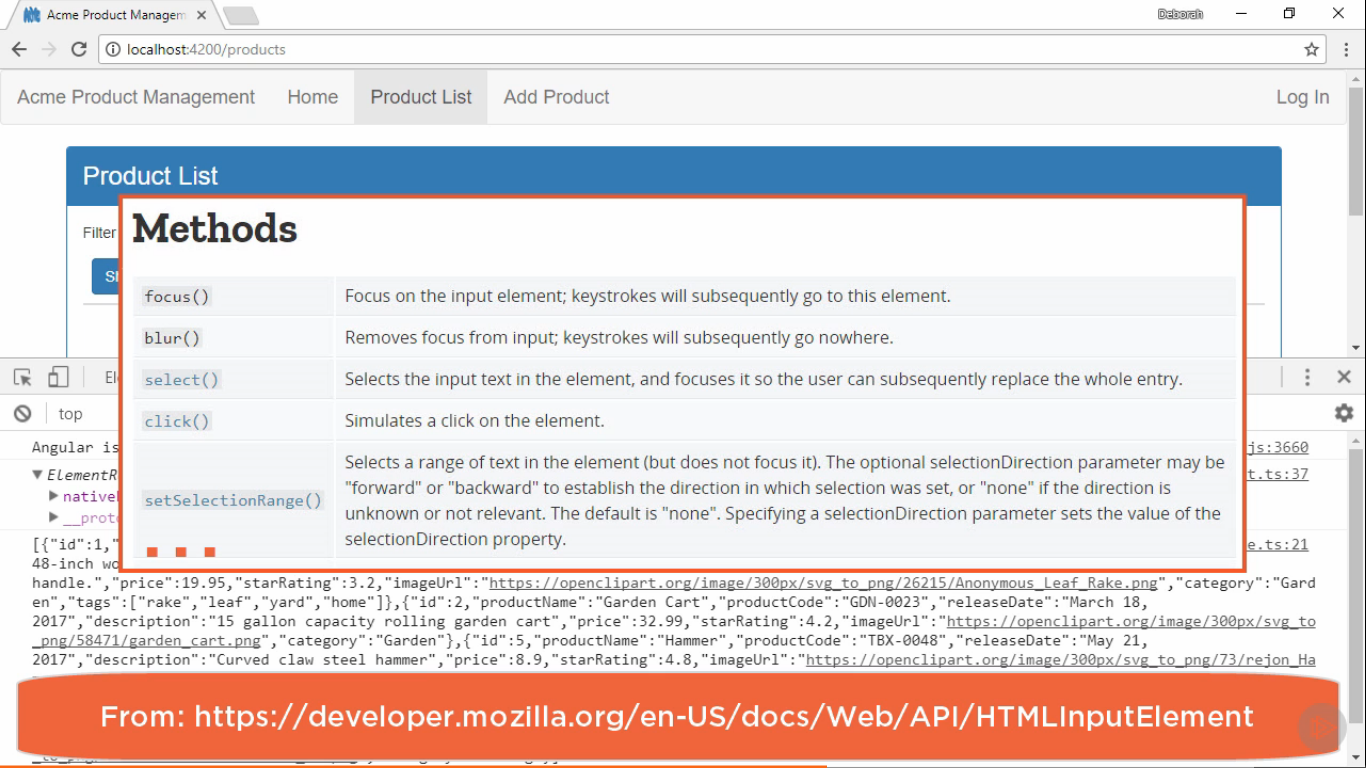 Acme Product Managem
Deborah
localhost:4200/products
Acme Product Management Home Product List Add Product Log In
Product List
Filter
Methods
focus() Focus on the input element; keystrokes will subsequently go to this element.
blur() Removes focus from input; keystrokes will subsequently go nowhere.
select() Selects the input text in the element, and focuses it so the user can subsequently replace the whole entry.
click() Simulates a click on the element.
setSelectionRange() Selects a range of text in the element (but does not focus it). The optional selectionDirection parameter may be
"forward" or "backward" to establish the direction in which selection was set, or "none" if the direction is
unknown or not relevant. The default is "none". Specifying a selectionDirection parameter sets the value of the
selectionDirection property.
top
Angular is js:3660
ElementR t.ts:37
native
__prot
[{"id":1," e.ts:21
48-inch wo
handle.","price":19.95,"starRating":3.2,"imageUrl":"https://openclipart.org/image/300px/svg_to_png/26215/Anonymous_Leaf_Rake.png","category":"Gard
en","tags":["rake","leaf","yard","home"]},{"id":2,"productName":"Garden Cart","productCode":"GDN-0023","releaseDate":"March 18,
2017","description":"15 gallon capacity rolling garden cart","price":32.99,"starRating":4.2,"imageUrl":"https://openclipart.org/image/300px/svg_to
_png/58471/garden_cart.png","category":"Garden"},{"id":5,"productName":"Hammer","productCode":"TBX-0048","releaseDate":"May 21,
2017","description":"Curved claw steel hammer","price":8.9,"starRating":4.8,"imageUrl":"https://openclipart.org/image/300px/svg_to_png/73/rejon_Ha
From: https://developer.mozilla.org/en-US/docs/Web/API/HTMLInputElement